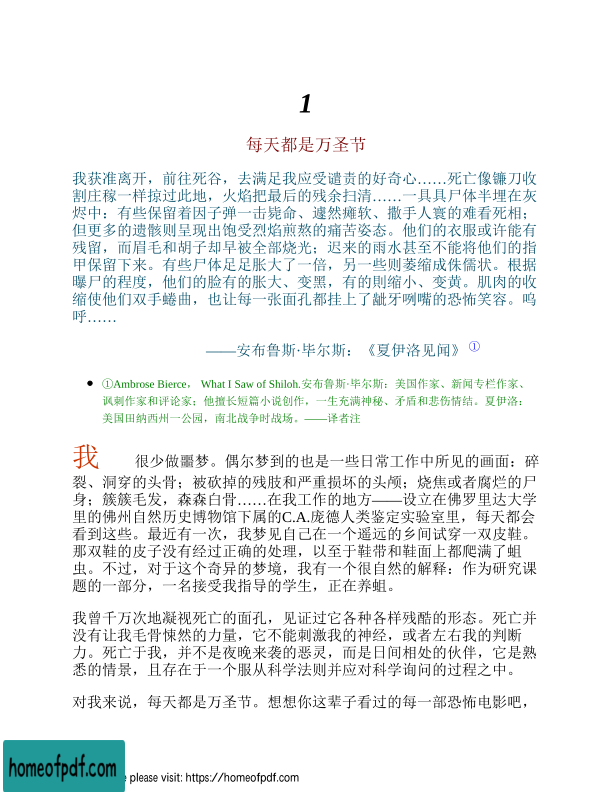 1
每天都是万圣节
我获准离开，前往死谷，去满足我应受谴责的好奇心……死亡像镰刀收
割庄稼一样掠过此地，火焰把最后的残余扫清……一具具尸体半埋在灰
烬中：有些保留着因子弹一击毙命、遽然瘫软、撒手人寰的难看死相；
但更多的遗骸则呈现出饱受烈焰煎熬的痛苦姿态。他们的衣服或许能有
残留，而眉毛和胡子却早被全部烧光；迟来的雨水甚至不能将他们的指
甲保留下来。有些尸体足足胀大了一倍，另一些则萎缩成侏儒状。根据
曝尸的程度，他们的脸有的胀大、变黑，有的則缩小、变黄。肌肉的收
缩使他们双手蜷曲，也让每一张面孔都挂上了龇牙咧嘴的恐怖笑容。呜
呼……
——安布鲁斯·毕尔斯：《夏伊洛见闻》①
①Ambrose Bierce， What I Saw of Shiloh.安布鲁斯·毕尔斯：美国作家、新闻专栏作家、
讽刺作家和评论家；他擅长短篇小说创作，一生充满神秘、矛盾和悲伤情结。夏伊洛：
美国田纳西州一公园，南北战争时战场。——译者注
我 很少做噩梦。偶尔梦到的也是一些日常工作中所见的画面：碎
裂、洞穿的头骨；被砍掉的残肢和严重损坏的头颅；烧焦或者腐烂的尸
身；簇簇毛发，森森白骨……在我工作的地方——设立在佛罗里达大学
里的佛州自然历史博物馆下属的C.A.庞德人类鉴定实验室里，每天都会
看到这些。最近有一次，我梦见自己在一个遥远的乡间试穿一双皮鞋。
那双鞋的皮子没有经过正确的处理，以至于鞋带和鞋面上都爬满了蛆
虫。不过，对于这个奇异的梦境，我有一个很自然的解释：作为研究课
题的一部分，一名接受我指导的学生，正在养蛆。
我曾千万次地凝视死亡的面孔，见证过它各种各样残酷的形态。死亡并
没有让我毛骨悚然的力量，它不能刺激我的神经，或者左右我的判断
力。死亡于我，并不是夜晚来袭的恶灵，而是日间相处的伙伴，它是熟
悉的情景，且存在于一个服从科学法则并应对科学询问的过程之中。
对我来说，每天都是万圣节。想想你这辈子看过的每一部恐怖电影吧，
homeofpdf.com
e please visit: https://homeofpdf.com